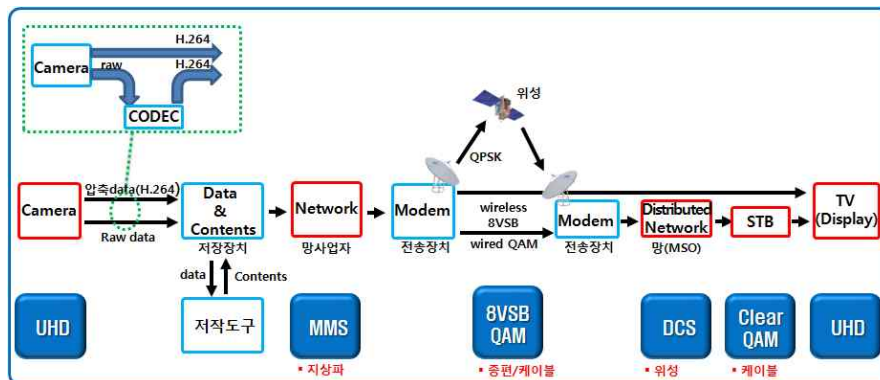 H.264
Camera
raw
H.264
CODEC
위성
QPSK
압축data(H.264)
Camera
Raw data
Data
&
Contents
저장장치
Network
망사업자
Modem
전송장치
wireless
8VSB
wired QAM
Modem
전송장치
Distributed
Network
망(MSO)
STB
TV
(Display)
data
Contents
저작도구
UHD
MMS
▪ 지상파
8VSB
QAM
▪ 종편/케이블
DCS
▪ 위성
Clear
QAM
▪ 케이블
UHD